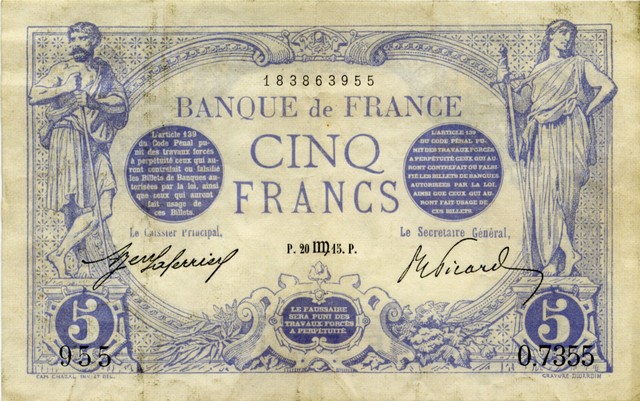 183863955
BANQUE de FRANCE
L'article 139
du Code Pénal pu-
nit des travaux forcés
à perpétuité ceux qui au-
ront contrefait ou falsifié
les Billets de Banques au-
torisées par la loi, ainsi
que ceux qui auront
fait usage de
ces Billets.
CINQ
FRANCS
L'ARTICLE 139
DU CODE PÉNAL PU-
NIT DES TRAVAUX FORCÉS
A PERPÉTUITÉ CEUX QUI AU-
RONT CONTREFAIT OU FALSI-
FIÉ LES BILLETS DE BANQUES
AUTORISÉES PAR LA LOI,
AINSI QUE CEUX QUI AU-
RONT FAIT USAGE DE
CES BILLETS.
Le Caissier Principal,
P. 20 ♍ 15. P.
Le Secrétaire Général,
Picard
LE FAUSSAIRE
SERA PUNI DES
TRAVAUX FORCÉS
A PERPÉTUITÉ.
5
5
955
O.7355